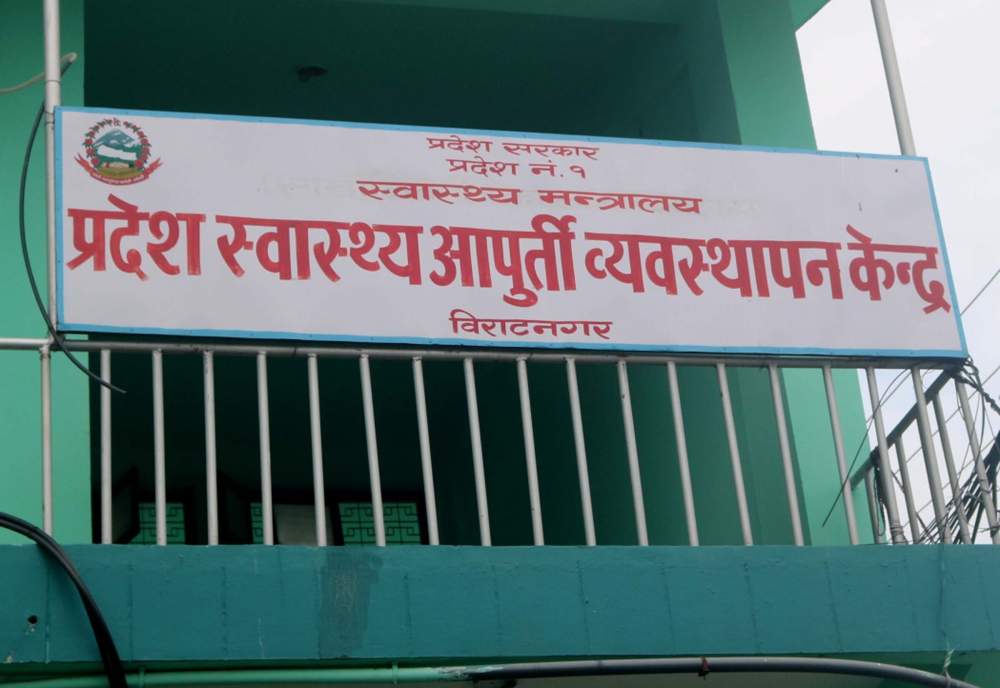 प्रदेश सरकार
प्रदेश नं. १
स्वास्थ्य मन्त्रालय
प्रदेश स्वास्थ्य आपुर्ती व्यवस्थापन केन्द्र
विराटनगर